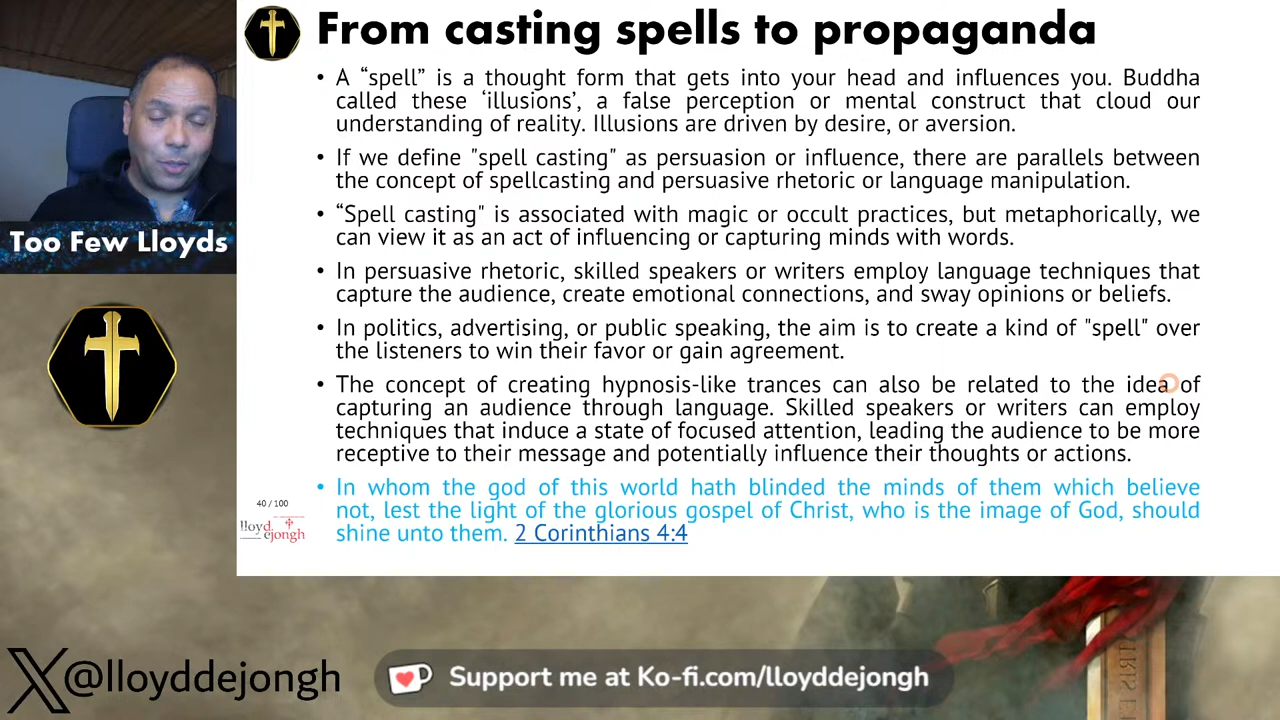 From casting spells to propaganda
• A “spell” is a thought form that gets into your head and influences you. Buddha
called these ‘illusions’, a false perception or mental construct that cloud our
understanding of reality. Illusions are driven by desire, or aversion.
• If we define "spell casting" as persuasion or influence, there are parallels between
the concept of spellcasting and persuasive rhetoric or language manipulation.
• “Spell casting" is associated with magic or occult practices, but metaphorically, we
can view it as an act of influencing or capturing minds with words.
• In persuasive rhetoric, skilled speakers or writers employ language techniques that
capture the audience, create emotional connections, and sway opinions or beliefs.
• In politics, advertising, or public speaking, the aim is to create a kind of "spell" over
the listeners to win their favor or gain agreement.
• The concept of creating hypnosis-like trances can also be related to the idea of
capturing an audience through language. Skilled speakers or writers can employ
techniques that induce a state of focused attention, leading the audience to be more
receptive to their message and potentially influence their thoughts or actions.
• In whom the god of this world hath blinded the minds of them which believe
not, lest the light of the glorious gospel of Christ, who is the image of God, should
shine unto them. 2 Corinthians 4:4
40 / 100
lloyd
dejongh
Too Few Lloyds
X@lloyddejongh
Support me at Ko-fi.com/lloyddejongh